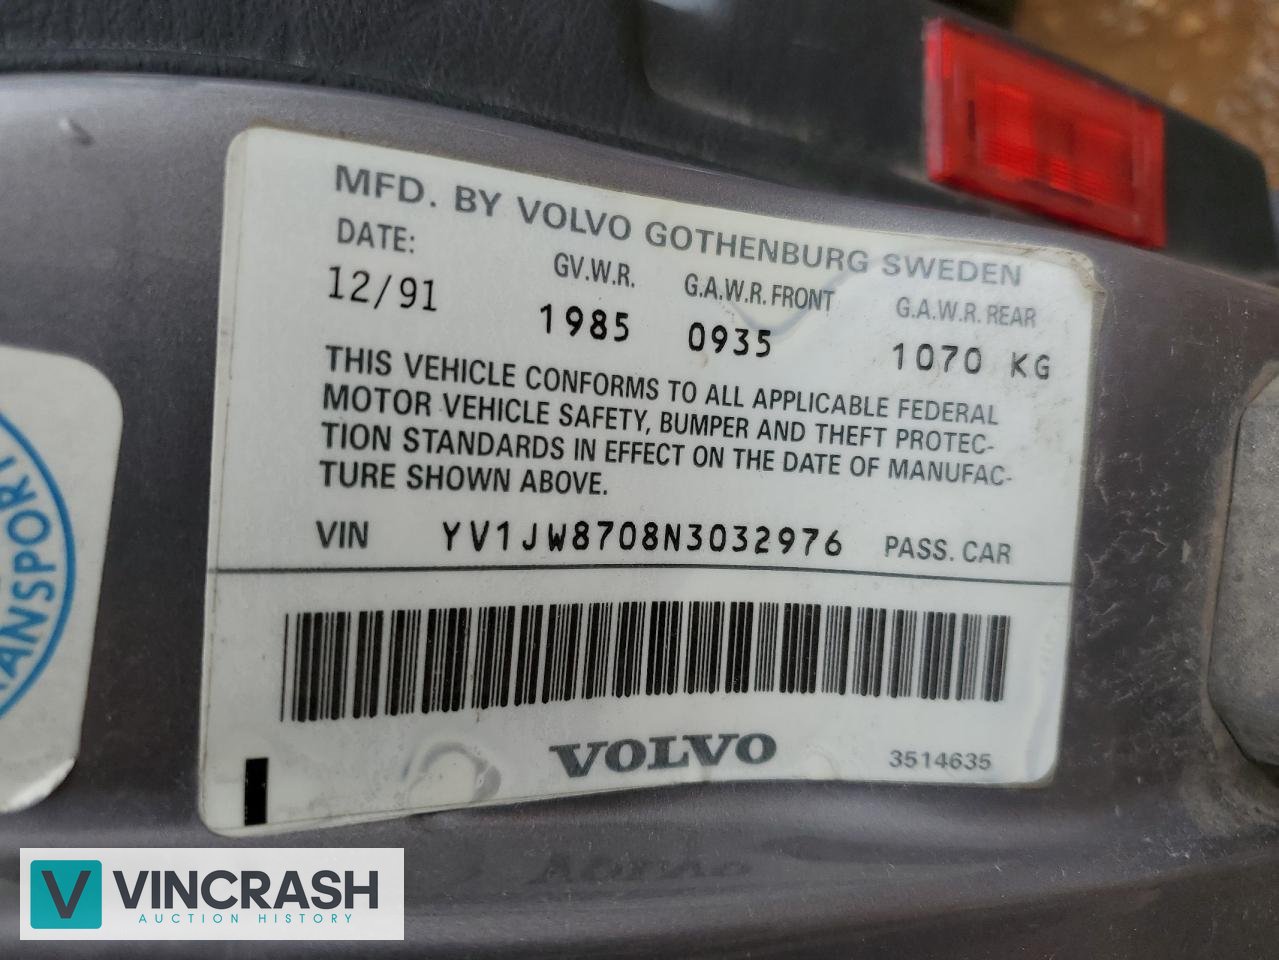 MFD. BY VOLVO GOTHENBURG SWEDEN
DATE: GV.W.R. G.A.W.R. FRONT G.A.W.R. REAR
12/91 1985 0935 1070 KG
THIS VEHICLE CONFORMS TO ALL APPLICABLE FEDERAL
MOTOR VEHICLE SAFETY, BUMPER AND THEFT PROTEC-
TION STANDARDS IN EFFECT ON THE DATE OF MANUFAC-
TURE SHOWN ABOVE.
VIN YV1JW8708N3032976 PASS. CAR
VOLVO 3514635
V VINCRASH
AUCTION HISTORY